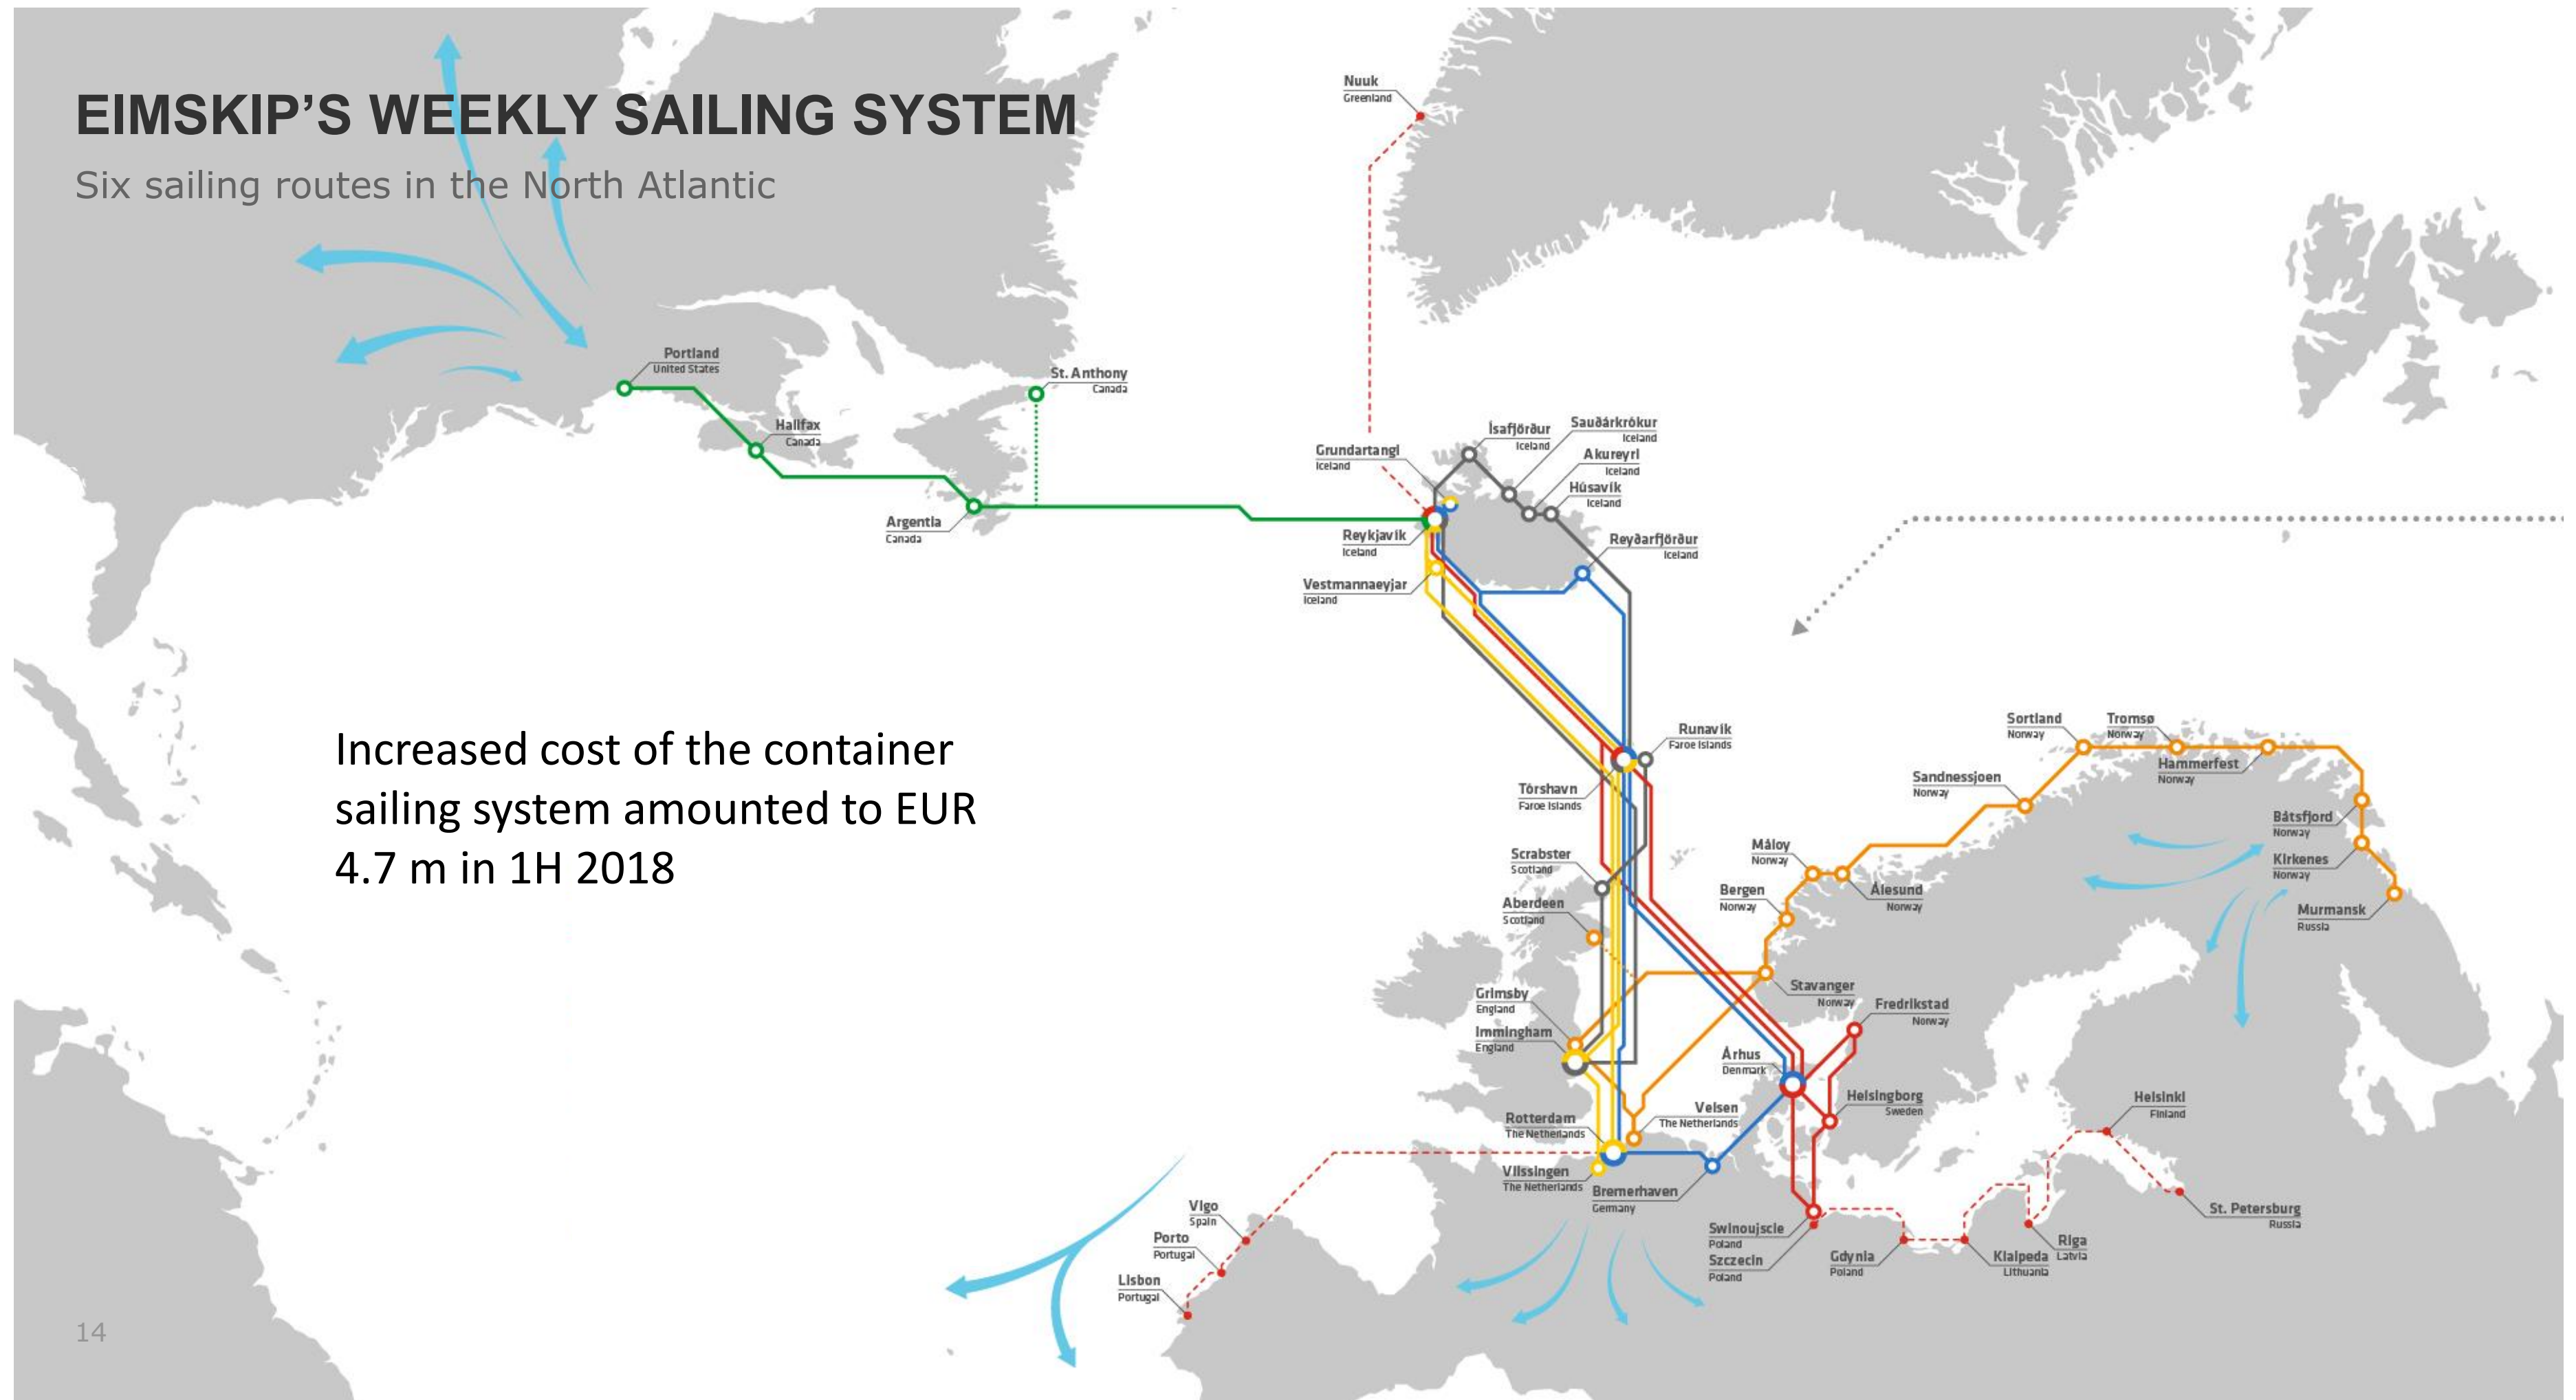 EIMSKIP’S WEEKLY SAILING SYSTEM
Six sailing routes in the North Atlantic
Nuuk
Greenland
Portland
United States
St. Anthony
Canada
Halifax
Canada
Argentia
Canada
Ísafjörður
Iceland
Sauðárkrókur
Iceland
Grundartangi
Iceland
Akureyri
Iceland
Húsavík
Iceland
Reykjavík
Iceland
Reyðarfjörður
Iceland
Vestmannaeyjar
Iceland
Increased cost of the container
sailing system amounted to EUR
4.7 m in 1H 2018
Runavík
Faroe Islands
Tórshavn
Faroe Islands
Sortland
Norway
Tromsø
Norway
Hammerfest
Norway
Sandnessjoen
Norway
Båtsfjord
Norway
Kirkenes
Norway
Murmansk
Russia
Måloy
Norway
Ålesund
Norway
Bergen
Norway
Scrabster
Scotland
Aberdeen
Scotland
Stavanger
Norway
Fredrikstad
Norway
Grimsby
England
Immingham
England
Århus
Denmark
Helsingborg
Sweden
Helsinki
Finland
Velsen
The Netherlands
Rotterdam
The Netherlands
Vlissingen
The Netherlands
Bremerhaven
Germany
Vigo
Spain
Porto
Portugal
Lisbon
Portugal
Swinoujscie
Poland
Szczecin
Poland
Gdynia
Poland
Klaipeda
Lithuania
Riga
Latvia
St. Petersburg
Russia
14